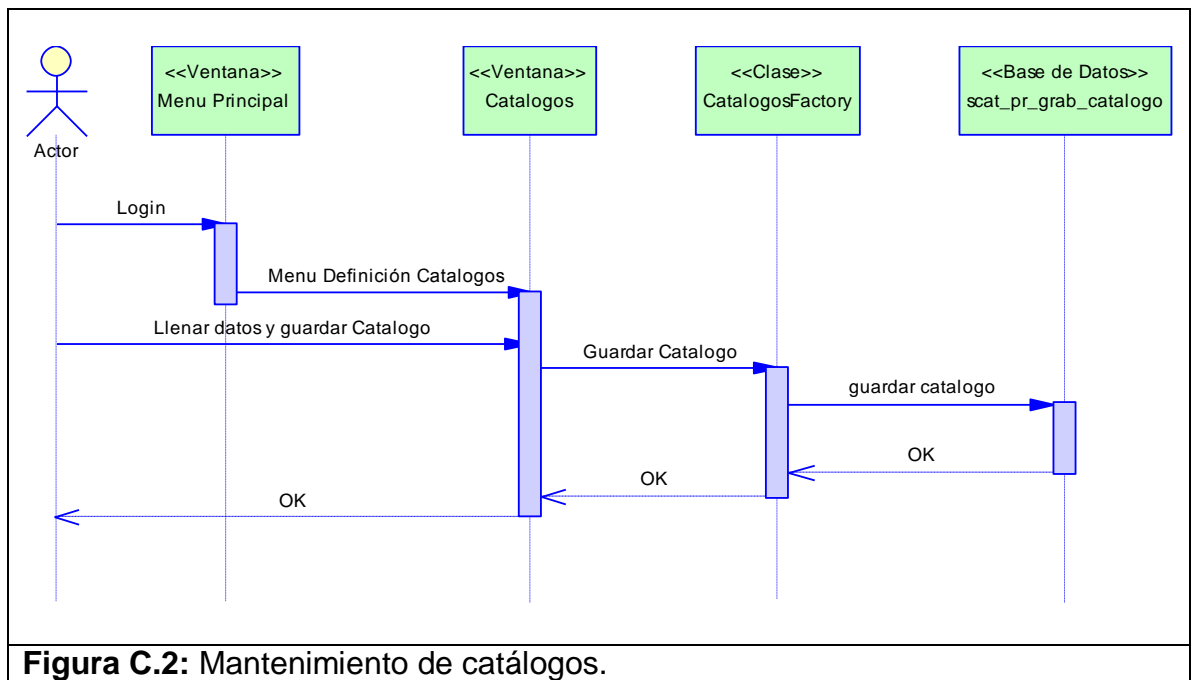 <<Ventana>>
Menu Principal
<<Ventana>>
Catalogos
<<Clase>>
CatalogosFactory
<<Base de Datos>>
scat_pr_grab_catalogo
Actor
Login
Menu Definición Catalogos
Llenar datos y guardar Catalogo
Guardar Catalogo
guardar catalogo
OK
OK
OK
Figura C.2: Mantenimiento de catálogos.